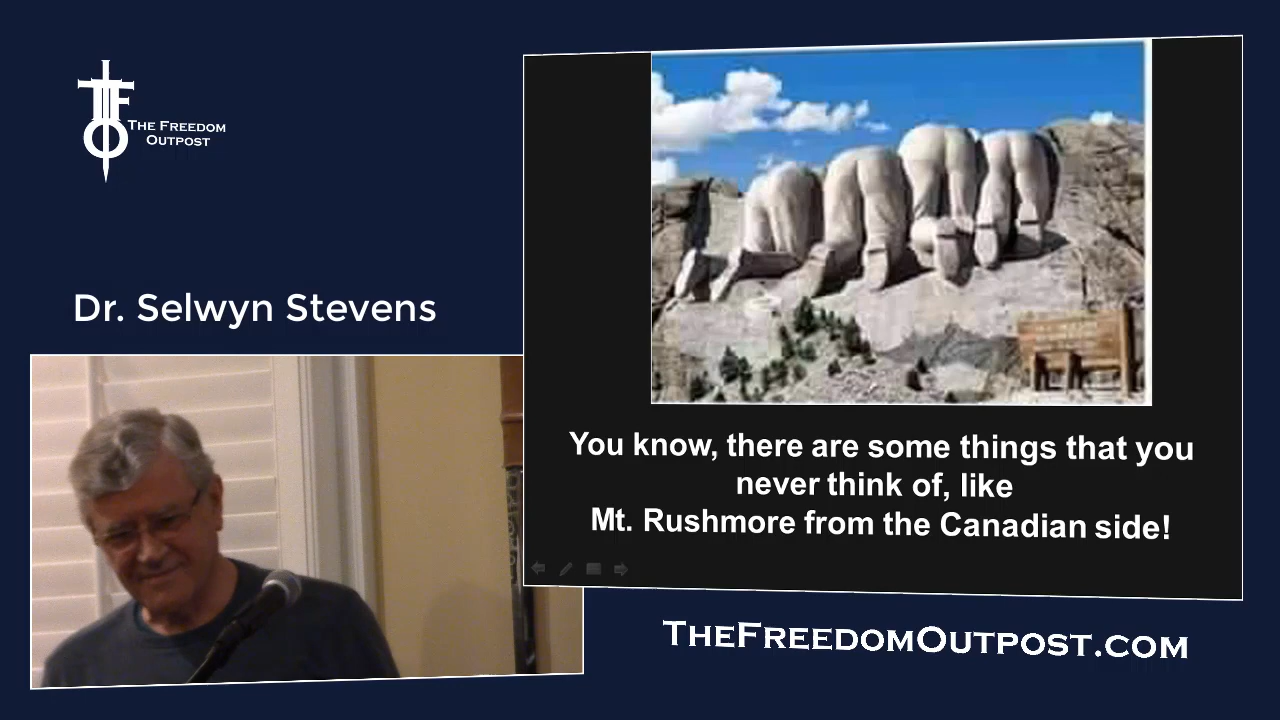 The Freedom
Outpost
Dr. Selwyn Stevens
You know, there are some things that you
never think of, like
Mt. Rushmore from the Canadian side!
TheFreedomOutpost.com